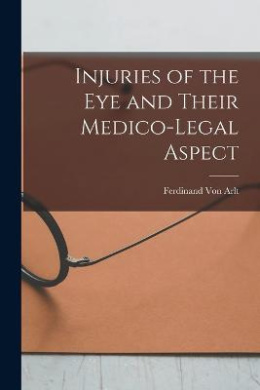 Injuries of the
Eye and Their
Medico-Legal
Aspect
Ferdinand Von Arlt